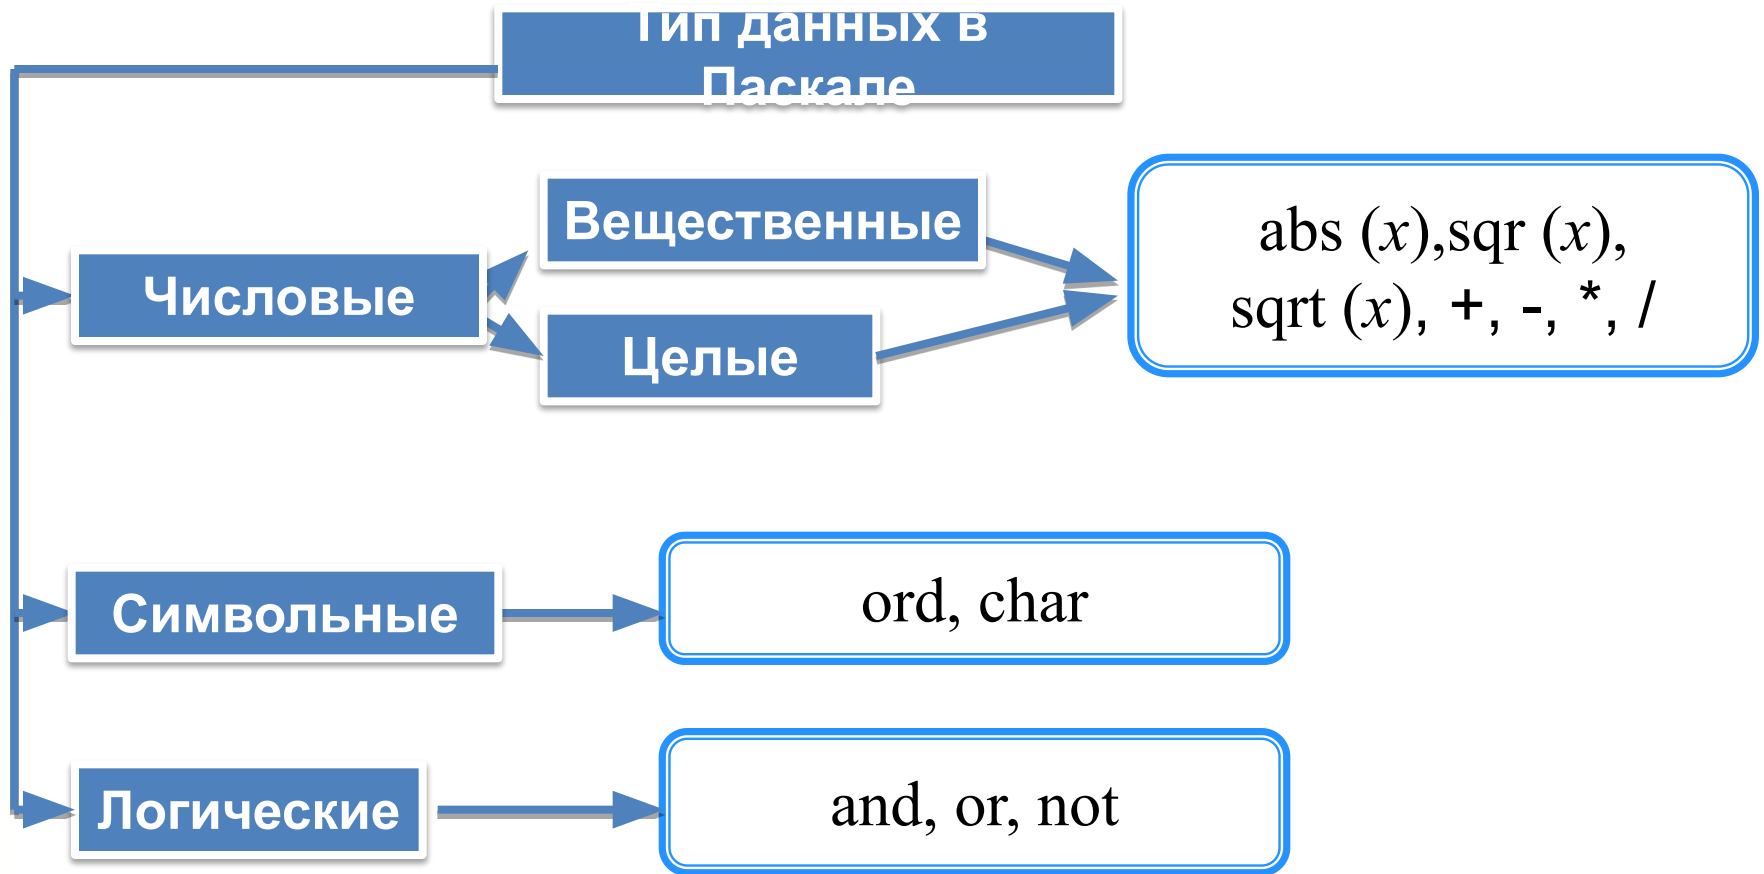 Тип данных в
Паскале
Вещественные
abs (x),sqr (x),
sqrt (x), +, -, *, /
Числовые
Целые
Символьные
ord, char
Логические
and, or, not